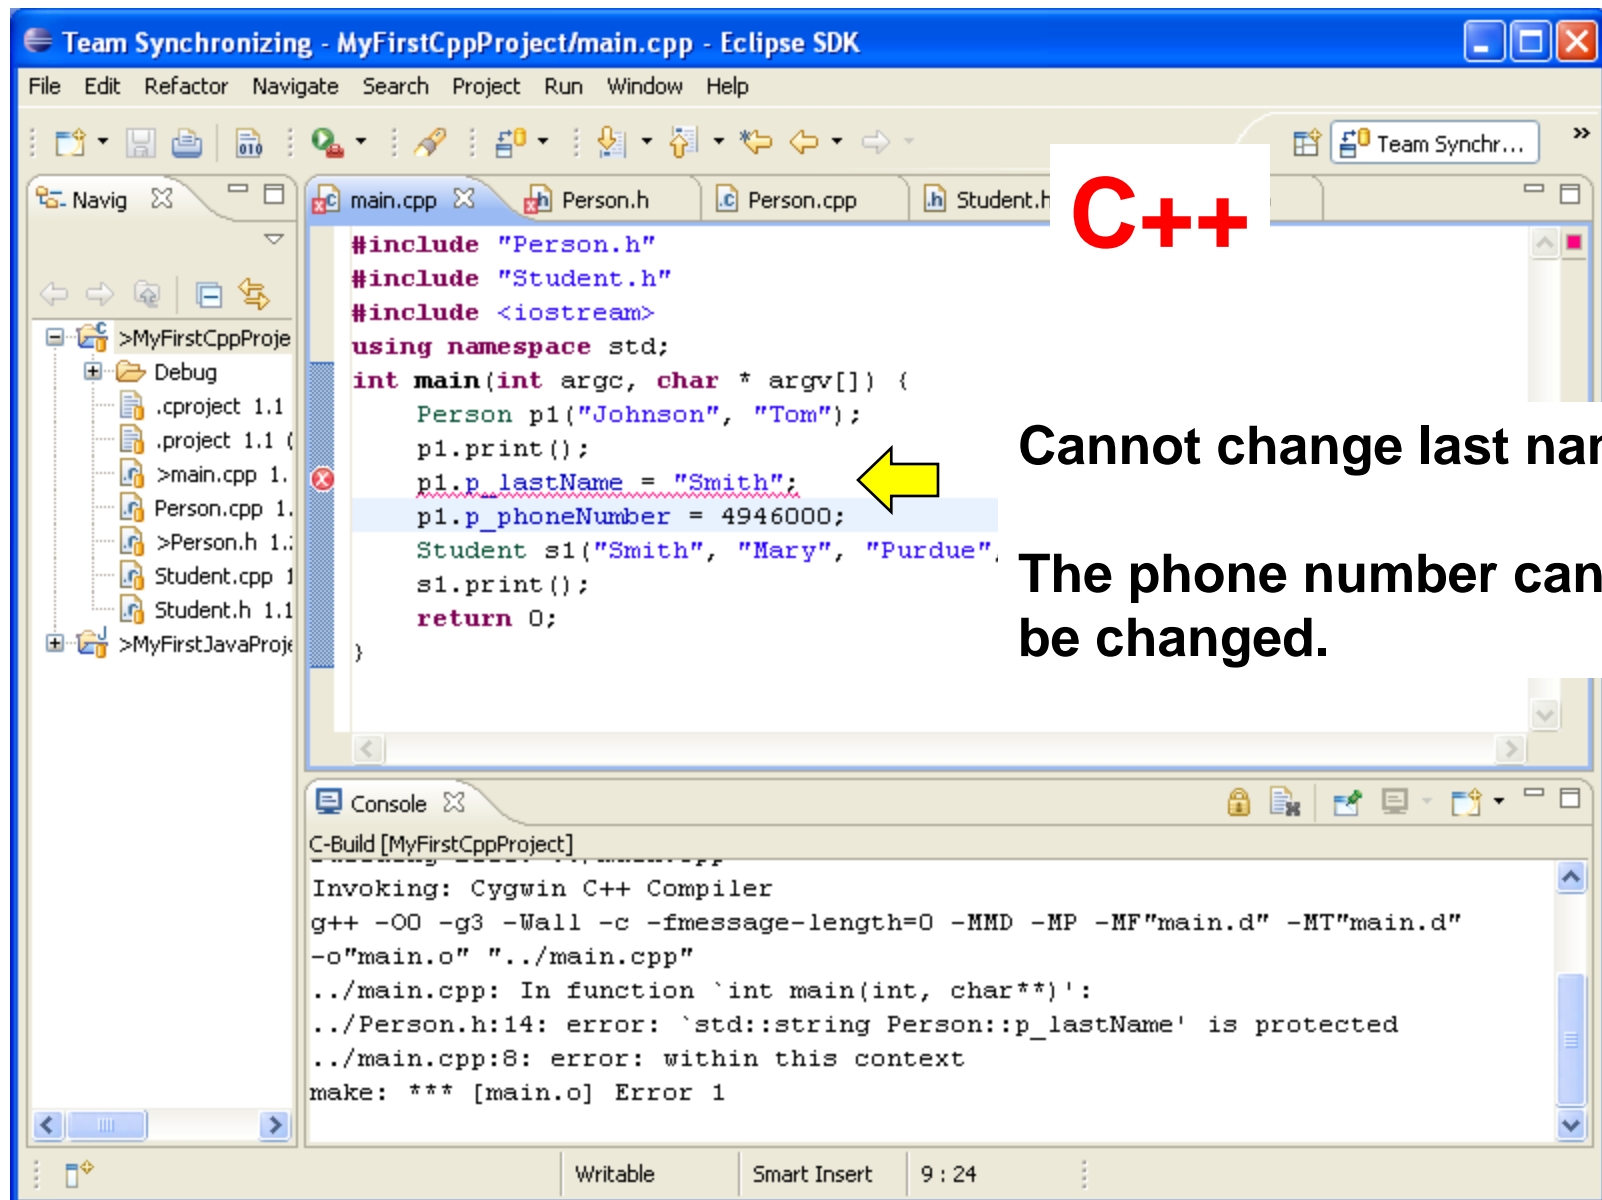 Team Synchronizing - MyFirstCppProject/main.cpp - Eclipse SDK
File Edit Refactor Navigate Search Project Run Window Help
Team Synchr...
Navig
main.cpp Person.h Person.cpp Student.h
C++
>MyFirstCppProje
Debug
.cproject 1.1
.project 1.1 (
>main.cpp 1.
Person.cpp 1.
>Person.h 1.
Student.cpp 1
Student.h 1.1
>MyFirstJavaProje
#include "Person.h"
#include "Student.h"
#include <iostream>
using namespace std;
int main(int argc, char * argv[]) {
Person p1("Johnson", "Tom");
p1.print();
p1.p_lastName = "Smith";
p1.p_phoneNumber = 4946000;
Student s1("Smith", "Mary", "Purdue",
s1.print();
return 0;
}
Cannot change last nam
The phone number can
be changed.
Console
C-Build [MyFirstCppProject]
Invoking: Cygwin C++ Compiler
g++ -O0 -g3 -Wall -c -fmessage-length=0 -MMD -MP -MF"main.d" -MT"main.d"
-o"main.o" "../main.cpp"
../main.cpp: In function `int main(int, char**)':
../Person.h:14: error: `std::string Person::p_lastName' is protected
../main.cpp:8: error: within this context
make: *** [main.o] Error 1
Writable Smart Insert 9 : 24